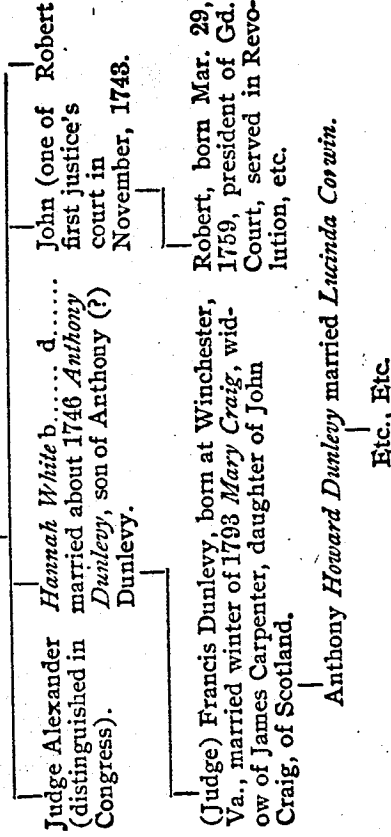 Judge Alexander
(distinguished in
Congress).
Hannah White b....... d.......
married about 1746 Anthony
Dunlevy, son of Anthony (?)
Dunlevy.
John (one of
first justice's
court in
November, 1743.
Robert
(Judge) Francis Dunlevy, born at Winchester,
Va., married winter of 1793 Mary Craig, wid-
ow of James Carpenter, daughter of John
Craig, of Scotland.
Robert, born Mar. 29,
1759, president of Gd.
Court, served in Revo-
lution, etc.
Anthony Howard Dunlevy married Lucinda Corwin.
Etc., Etc.